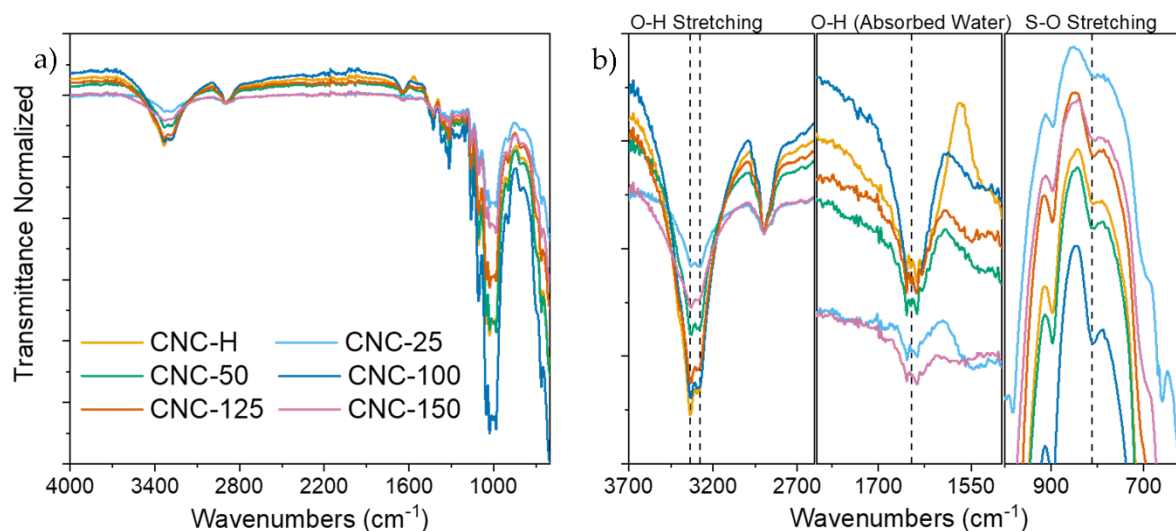 a)
Transmittance Normalized
CNC-H CNC-25
CNC-50 CNC-100
CNC-125 CNC-150
4000 3400 2800 2200 1600 1000
Wavenumbers (cm⁻¹)
b)
O-H Stretching O-H (Absorbed Water) S-O Stretching
3700 3200 2700 1700 1550 900 700
Wavenumbers (cm⁻¹)